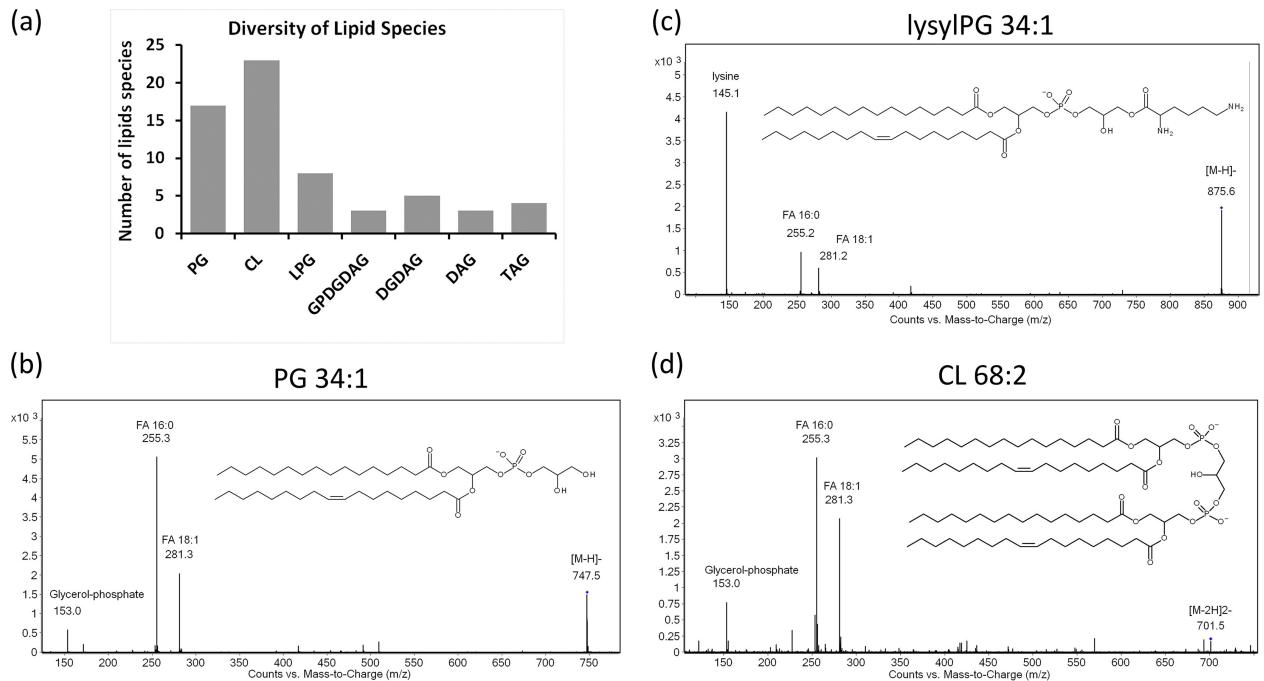 (a)
Diversity of Lipid Species
Number of lipids species
25
20
15
10
5
0
PG
CL
LPG
GPDGDAG
DGDAG
DAG
TAG
(c)
lysylPG 34:1
x10 3
5
4.5
4
3.5
3
2.5
2
1.5
1
0.5
0
lysine
145.1
FA 16:0
255.2
FA 18:1
281.2
[M-H]-
875.6
O
O
O
O
O
-O
O
P
O
OH
O
O
NH2
NH2
150 200 250 300 350 400 450 500 550 600 650 700 750 800 850 900
Counts vs. Mass-to-Charge (m/z)
(b)
PG 34:1
x10 3
5.5
5
4.5
4
3.5
3
2.5
2
1.5
1
0.5
0
FA 16:0
255.3
FA 18:1
281.3
Glycerol-phosphate
153.0
[M-H]-
747.5
O
O
O
O
O
-O
O
P
O
OH
OH
150 200 250 300 350 400 450 500 550 600 650 700 750
Counts vs. Mass-to-Charge (m/z)
(d)
CL 68:2
x10 3
3.25
3
2.75
2.5
2.25
2
1.75
1.5
1.25
1
0.75
0.5
0.25
0
FA 16:0
255.3
FA 18:1
281.3
Glycerol-phosphate
153.0
[M-2H]2-
701.5
O
O
O
O
O
O
P
O-
O
HO
O
O
O
O
O
O
O
P
O-
150 200 250 300 350 400 450 500 550 600 650 700
Counts vs. Mass-to-Charge (m/z)